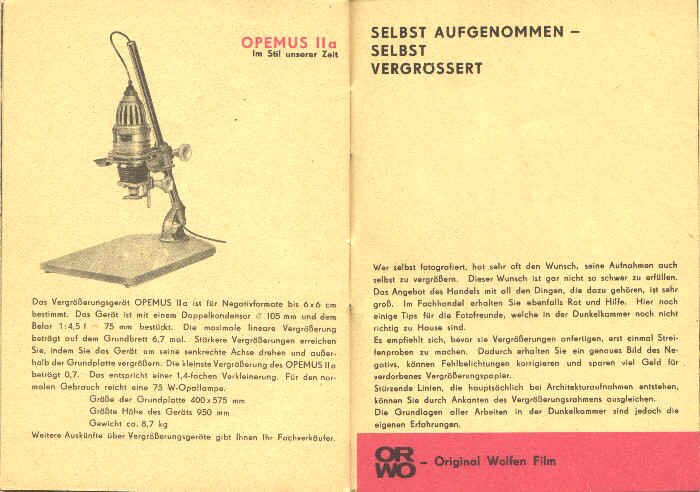 OPEMUS IIa
Im Stil unserer Zeit
Das Vergrößerungsgerät OPEMUS IIa ist für Negativformate bis 6x6 cm
bestimmt. Das Gerät ist mit einem Doppelkondensor ∅ 105 mm und dem
Belar 1:4,5 f = 75 mm bestückt. Die maximale lineare Vergrößerung
beträgt auf dem Grundbrett 6,7 mal. Stärkere Vergrößerungen erreichen
Sie, indem Sie das Gerät um seine senkrechte Achse drehen und außer-
halb der Grundplatte vergrößern. Die kleinste Vergrößerung des OPEMUS IIa
beträgt 0,7. Das entspricht einer 1,4-fachen Verkleinerung. Für den nor-
malen Gebrauch reicht eine 75 W-Opallampe.
Größe der Grundplatte 400x575 mm
Größte Höhe des Geräts 950 mm
Gewicht ca. 8,7 kg
Weitere Auskünfte über Vergrößerungsgeräte gibt Ihnen Ihr Fachverkäufer.
SELBST AUFGENOMMEN –
SELBST
VERGRÖSSERT
Wer selbst fotografiert, hat sehr oft den Wunsch, seine Aufnahmen auch
selbst zu vergrößern. Dieser Wunsch ist gar nicht so schwer zu erfüllen.
Das Angebot des Handels mit all den Dingen, die dazu gehören, ist sehr
groß. Im Fachhandel erhalten Sie ebenfalls Rat und Hilfe. Hier noch
einige Tips für die Fotofreunde, welche in der Dunkelkammer noch nicht
richtig zu Hause sind.
Es empfiehlt sich, bevor sie Vergrößerungen anfertigen, erst einmal Strei-
fenproben zu machen. Dadurch erhalten Sie ein genaues Bild des Ne-
gativs, können Fehlbelichtungen korrigieren und sparen viel Geld für
verdorbenes Vergrößerungspapier.
Stürzende Linien, die hauptsächlich bei Architekturaufnahmen entstehen,
können Sie durch Ankanten des Vergrößerungsrahmens ausgleichen.
Die Grundlagen aller Arbeiten in der Dunkelkammer sind jedoch die
eigenen Erfahrungen.
ORWO – Original Wolfen Film